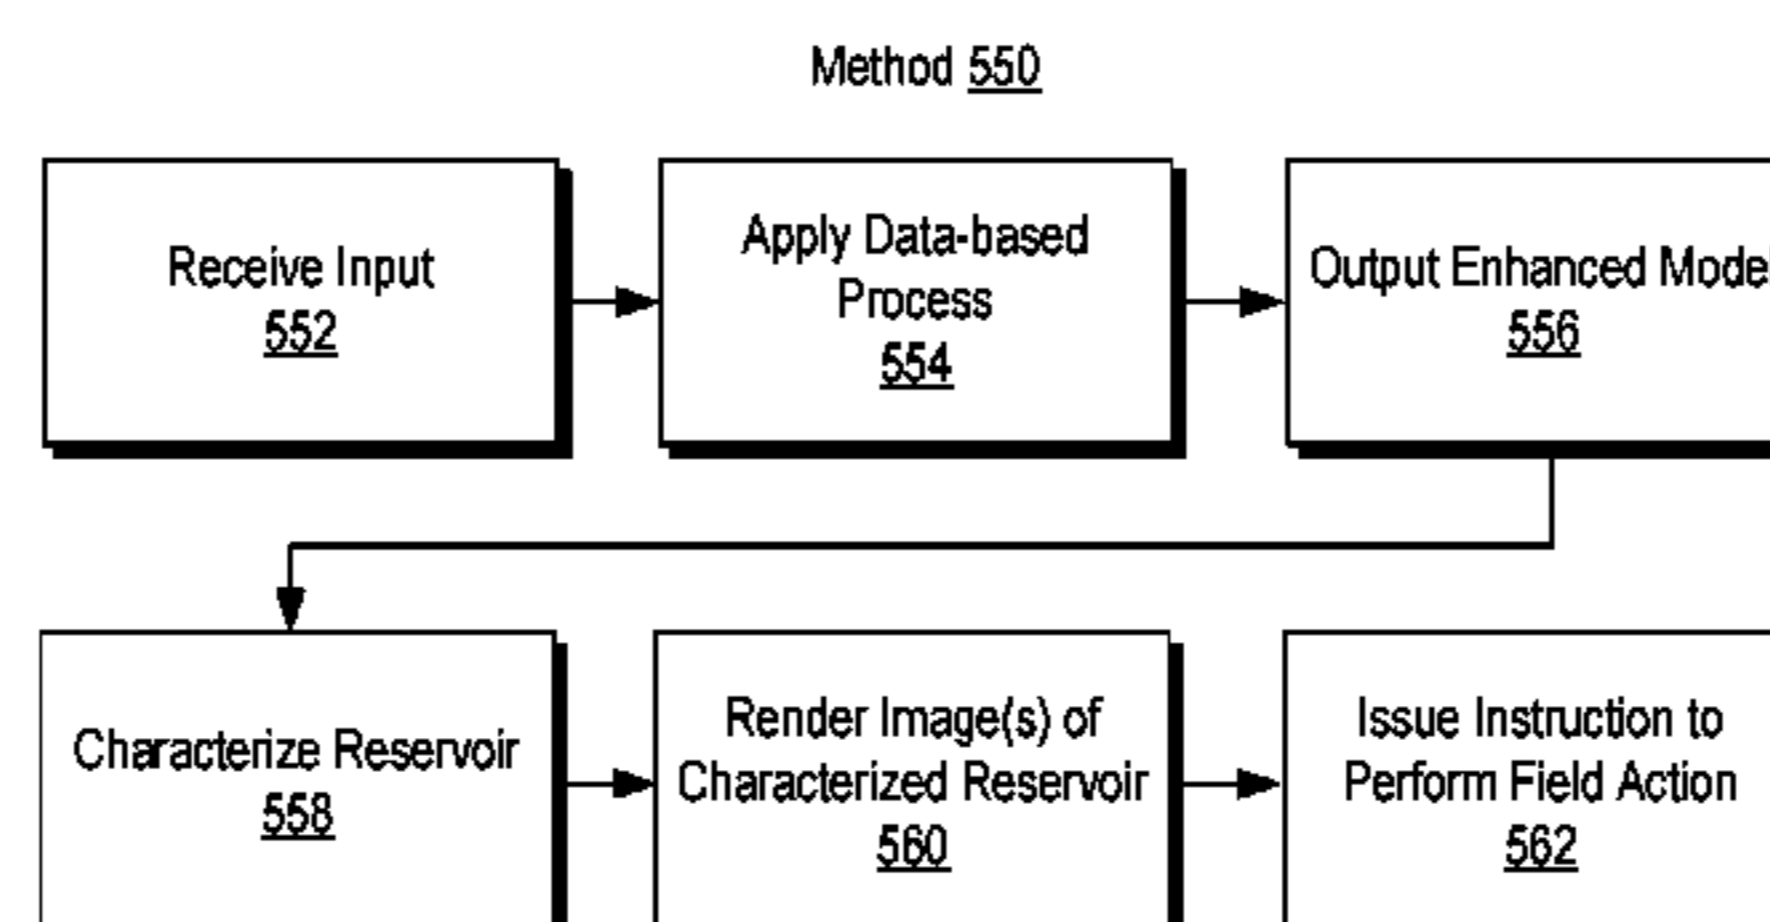 Method 550
Receive Input
552
Apply Data-based
Process
554
Output Enhanced Model
556
Characterize Reservoir
558
Render Image(s) of
Characterized Reservoir
560
Issue Instruction to
Perform Field Action
562